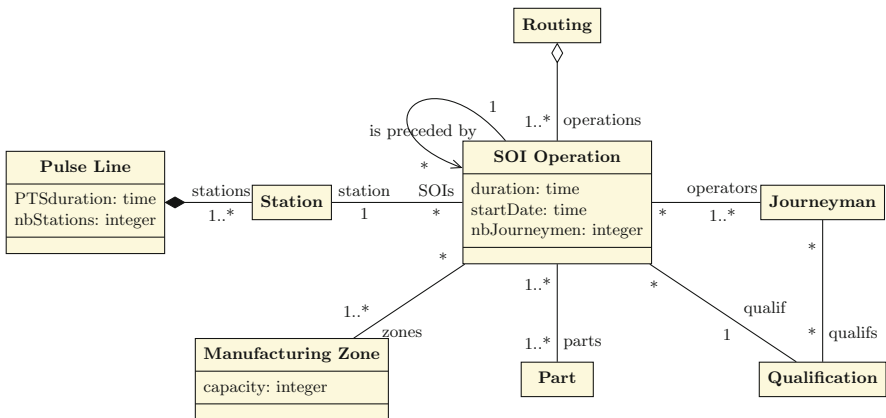 Routing
1
is preceded by
*
1..* operations
Pulse Line
PTSduration: time
nbStations: integer
stations
1..*
Station
station
1
SOIs
*
SOI Operation
duration: time
startDate: time
nbJourneymen: integer
operators
*
1..*
Journeyman
*
1..*
zones
Manufacturing Zone
capacity: integer
1..*
1..* parts
Part
*
qualif
1
*
* qualifs
Qualification